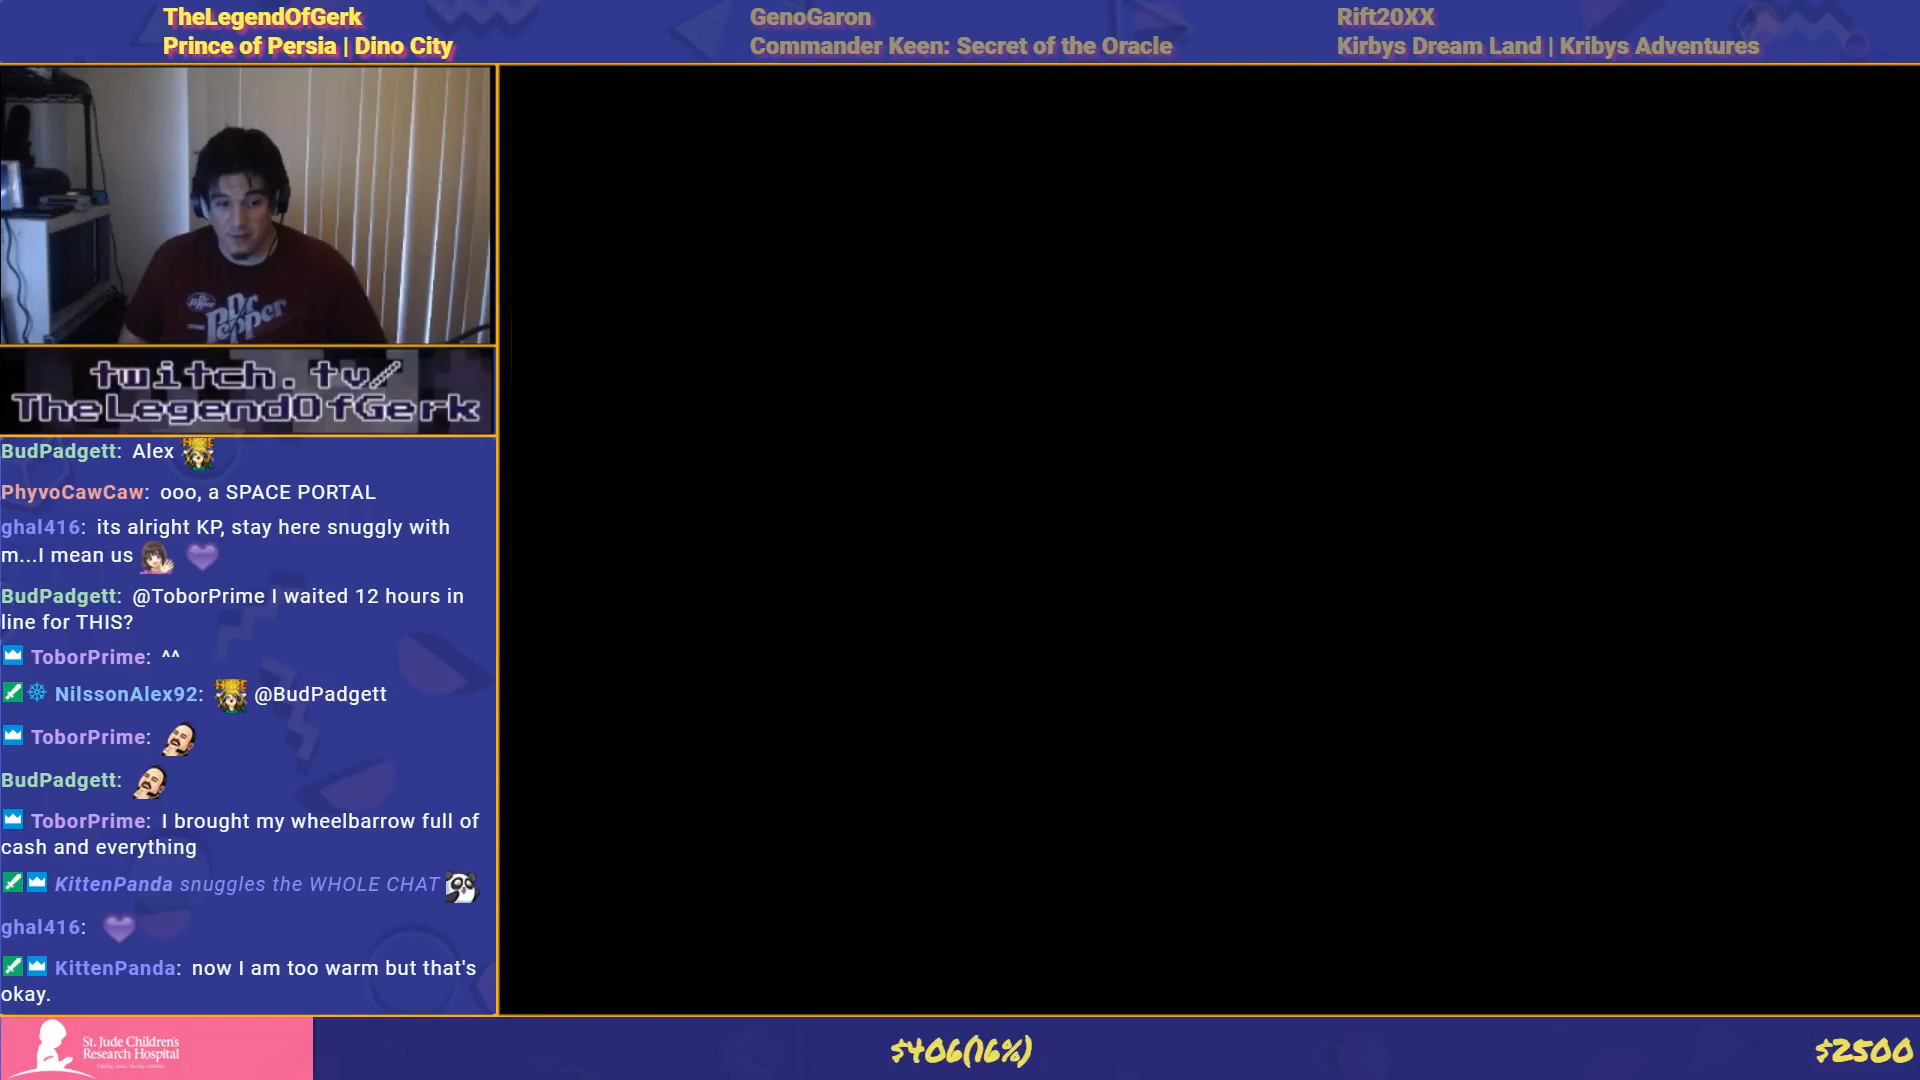 TheLegendOfGerk
Prince of Persia | Dino City
GenoGaron
Commander Keen: Secret of the Oracle
Rift20XX
Kirbys Dream Land | Kribys Adventures
Dr Pepper
twitch.tv/
TheLegendOfGerk
BudPadgett: Alex
PhyvoCawCaw: ooo, a SPACE PORTAL
ghal416: its alright KP, stay here snuggly with
m...I mean us
BudPadgett: @ToborPrime I waited 12 hours in
line for THIS?
ToborPrime: ^^
NilssonAlex92: @BudPadgett
ToborPrime:
BudPadgett:
ToborPrime: I brought my wheelbarrow full of
cash and everything
KittenPanda snuggles the WHOLE CHAT
ghal416:
KittenPanda: now I am too warm but that's
okay.
St. Jude Children's
Research Hospital
$406(16%)
$2500